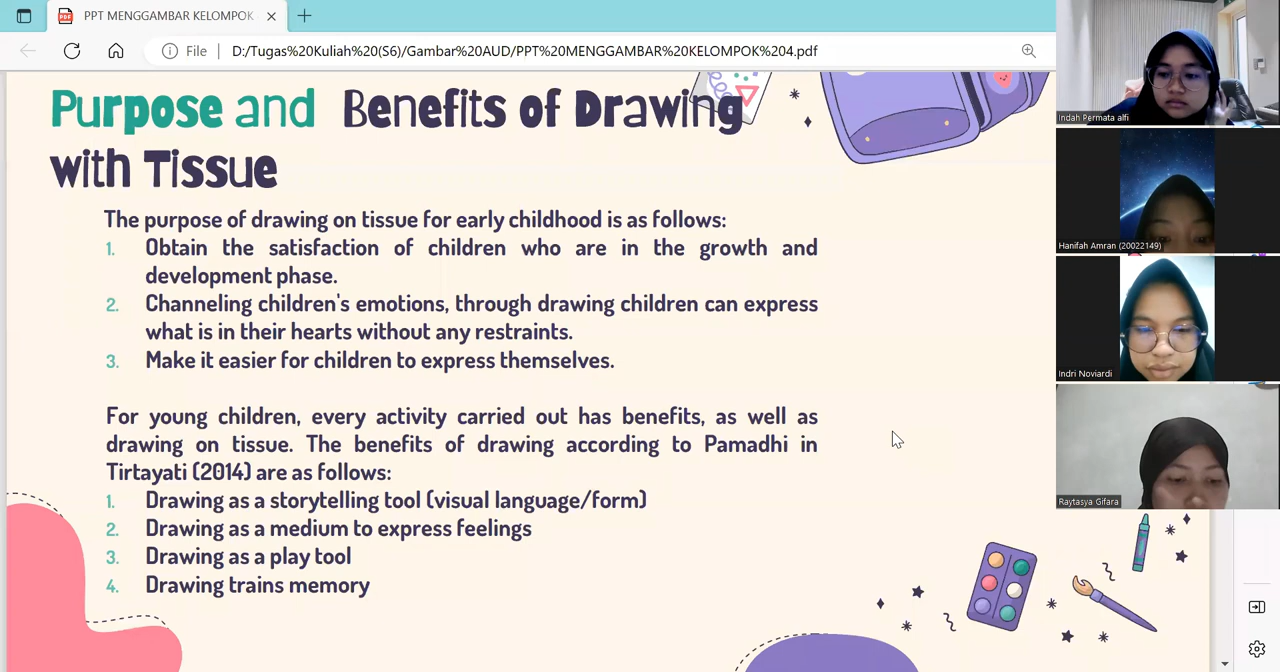 PPT MENGGAMBAR KELOMPOK
File
D:/Tugas%20Kuliah%20(S6)/Gambar%20AUD/PPT%20MENGGAMBAR%20KELOMPOK%204.pdf
Purpose and Benefits of Drawing
with Tissue
The purpose of drawing on tissue for early childhood is as follows:
1. Obtain the satisfaction of children who are in the growth and
development phase.
2. Channeling children's emotions, through drawing children can express
what is in their hearts without any restraints.
3. Make it easier for children to express themselves.
For young children, every activity carried out has benefits, as well as
drawing on tissue. The benefits of drawing according to Pamadhi in
Tirtayati (2014) are as follows:
1. Drawing as a storytelling tool (visual language/form)
2. Drawing as a medium to express feelings
3. Drawing as a play tool
4. Drawing trains memory
Indah Permata alfi
Hanifah Amran (20022149)
Indri Noviardi
Raytasya Gifara